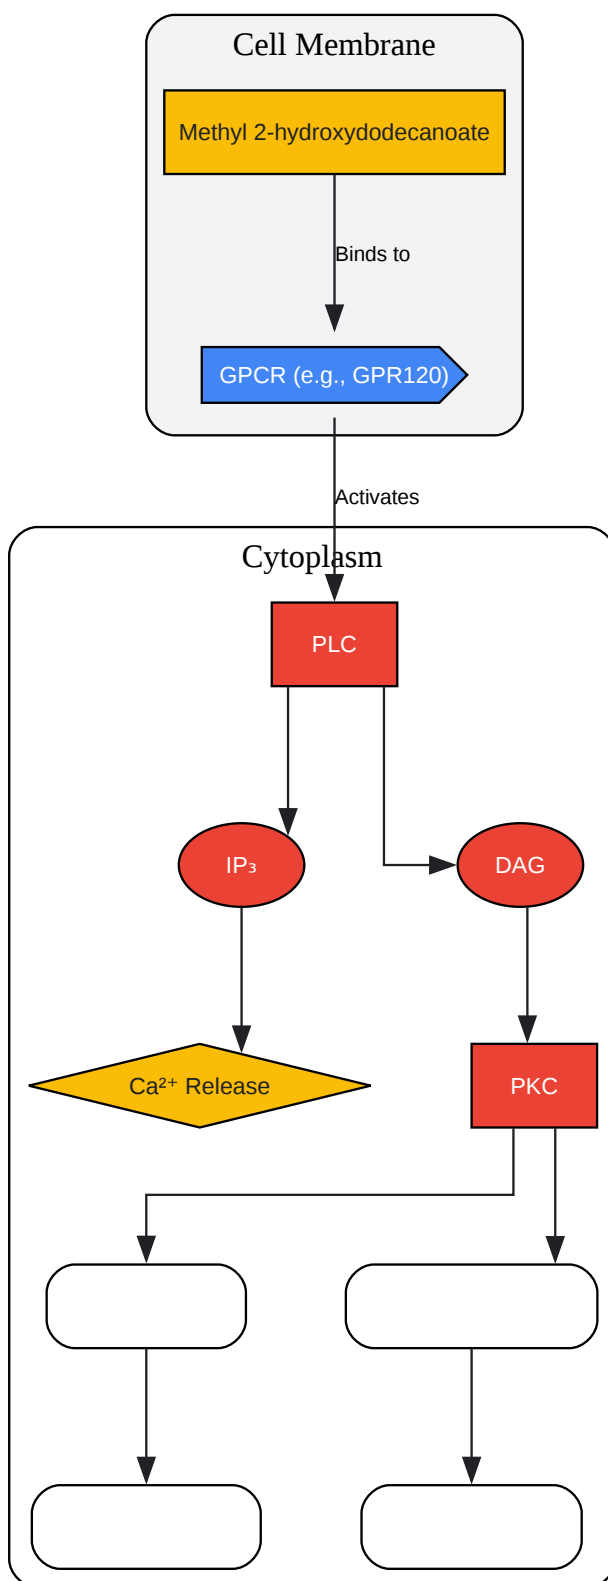 Cell Membrane
Methyl 2-hydroxydodecanoate
Binds to
GPCR (e.g., GPR120)
Activates
Cytoplasm
PLC
IP₃
DAG
Ca²⁺ Release
PKC